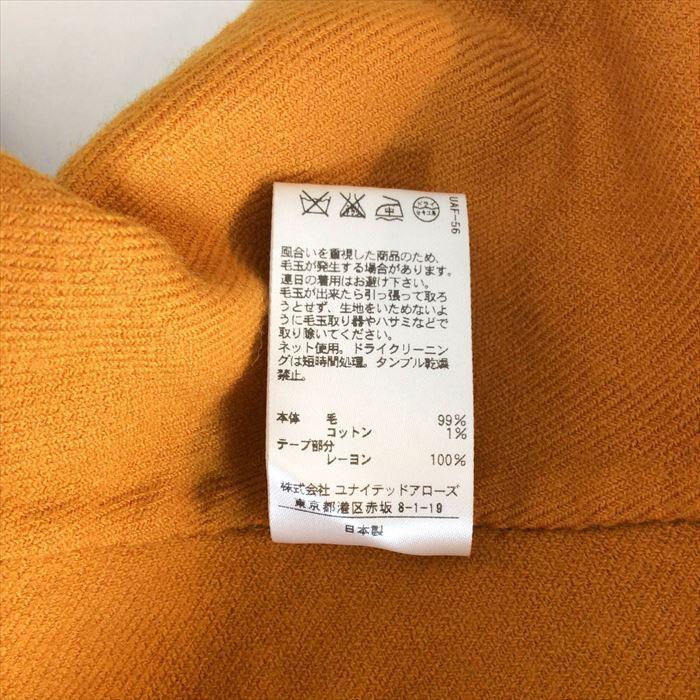 UAF-56
ドライ
セキユ系
風合いを重視した商品のため、
毛玉が発生する場合があります。
連日の着用はお避け下さい。
毛玉が出来たら引っ張って取ろ
うとせず、生地をいためないよ
うに毛玉取り器やハサミなどで
取り除いてください。
ネット使用。ドライクリーニン
グは短時間処理。タンブル乾燥
禁止。
本体 毛 99%
コットン 1%
テープ部分
レーヨン 100%
株式会社 ユナイテッドアローズ
東京都港区赤坂 8-1-19
日本製